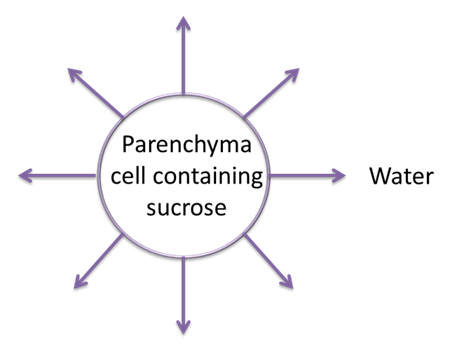 Parenchyma
cell containing
sucrose
Water